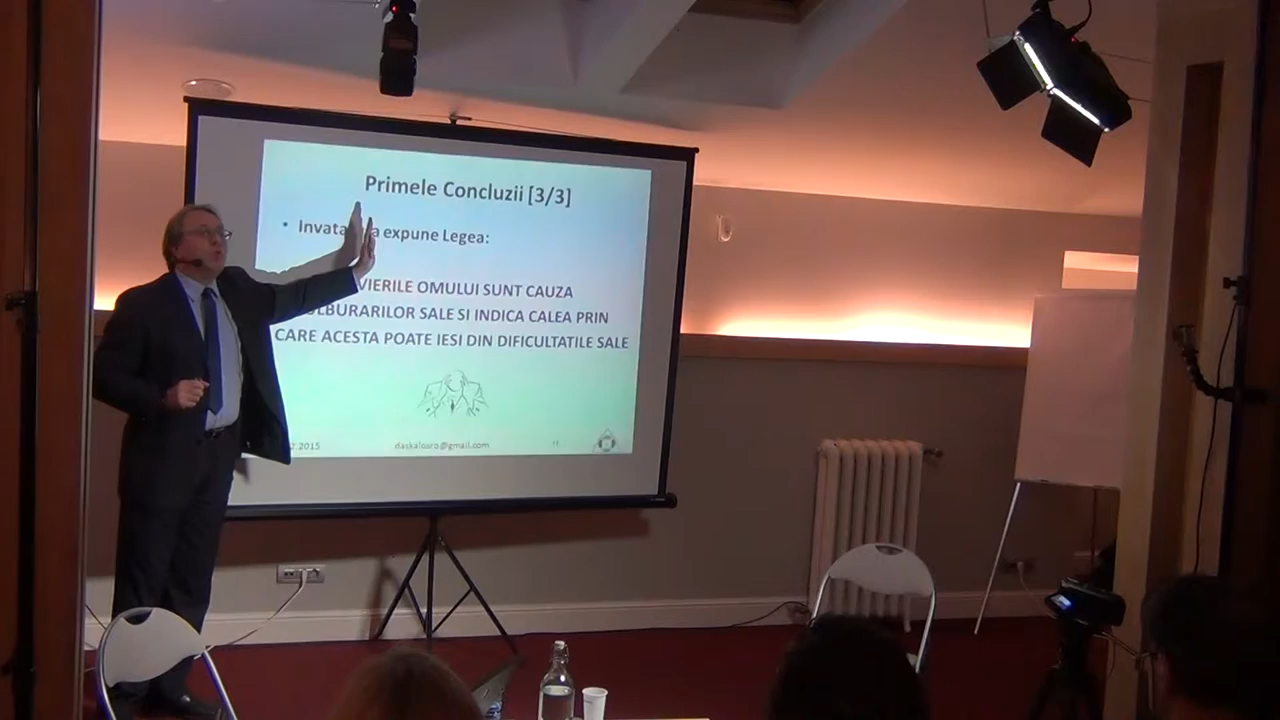 Primele Concluzii [3/3]
• Invata a expune Legea:
VIERILE OMULUI SUNT CAUZA
BURARILOR SALE SI INDICA CALEA PRIN
CARE ACESTA POATE IESI DIN DIFICULTATILE SALE
2015 daskaloaro@gmail.com